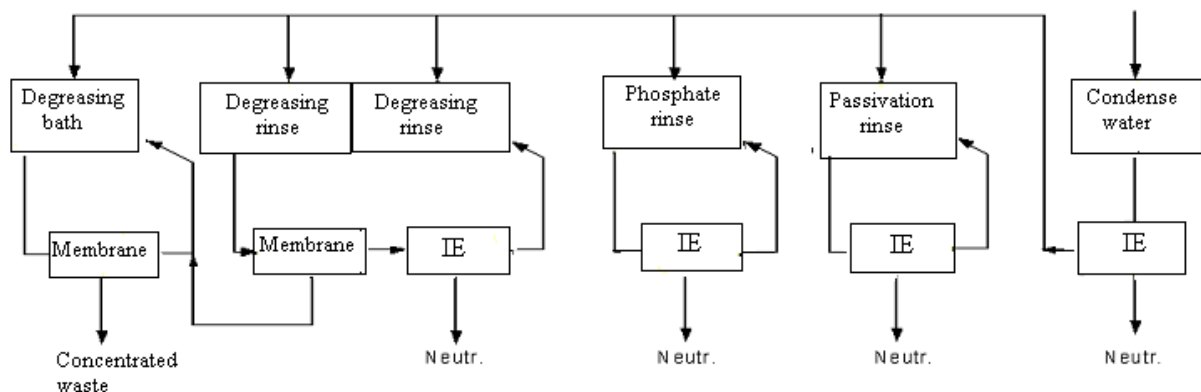 Degreasing
bath
Degreasing
rinse
Degreasing
rinse
Phosphate
rinse
Passivation
rinse
Condense
water
Membrane
Membrane
IE
IE
IE
IE
Concentrated
waste
Neutr.
Neutr.
Neutr.
Neutr.